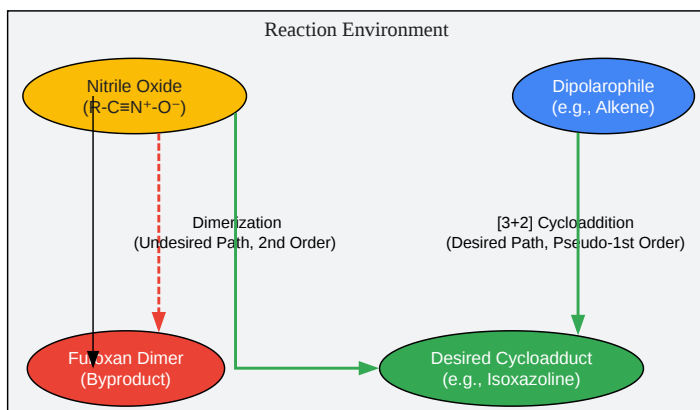 Reaction Environment
Nitrile Oxide
(R-C≡N⁺-O⁻)
Dipolarophile
(e.g., Alkene)
Dimerization
(Undesired Path, 2nd Order)
[3+2] Cycloaddition
(Desired Path, Pseudo-1st Order)
Furoxan Dimer
(Byproduct)
Desired Cycloadduct
(e.g., Isoxazoline)